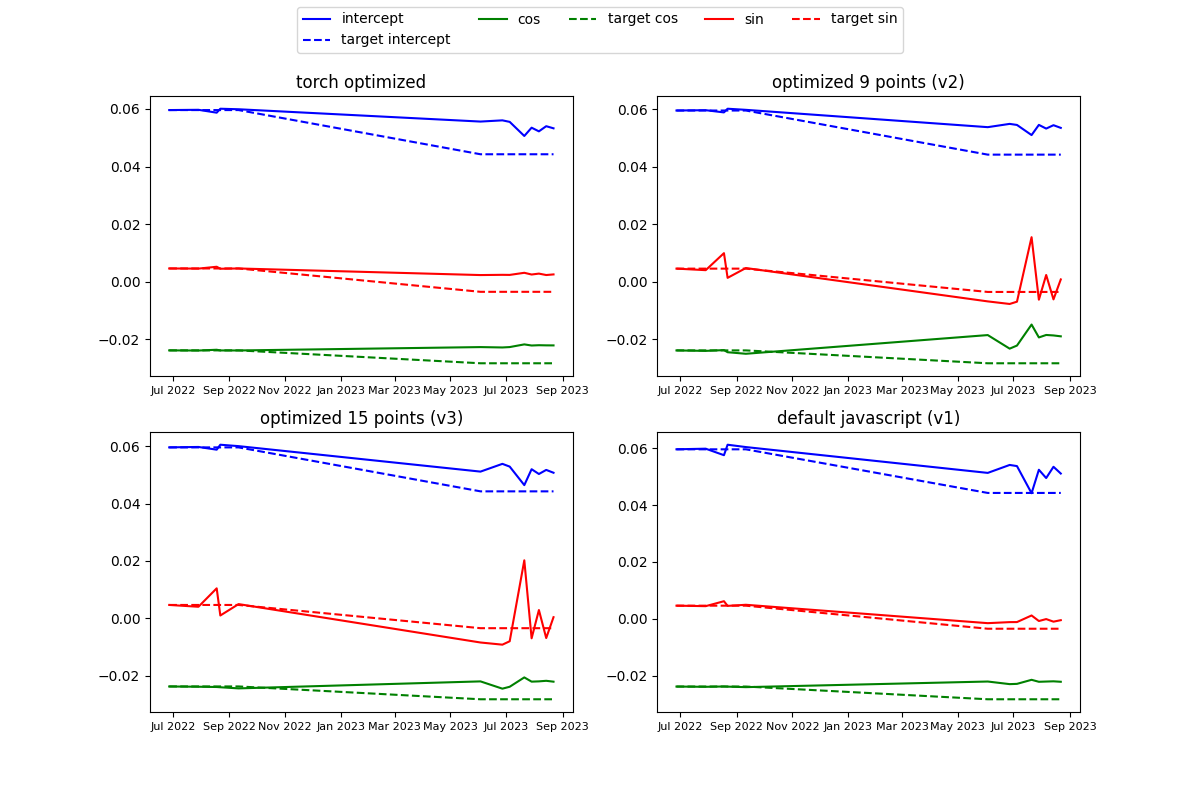 intercept cos target cos sin target sin
target intercept
torch optimized
0.06
0.04
0.02
0.00
−0.02
Jul 2022 Sep 2022 Nov 2022 Jan 2023 Mar 2023 May 2023 Jul 2023 Sep 2023
optimized 9 points (v2)
0.06
0.04
0.02
0.00
−0.02
Jul 2022 Sep 2022 Nov 2022 Jan 2023 Mar 2023 May 2023 Jul 2023 Sep 2023
optimized 15 points (v3)
0.06
0.04
0.02
0.00
−0.02
Jul 2022 Sep 2022 Nov 2022 Jan 2023 Mar 2023 May 2023 Jul 2023 Sep 2023
default javascript (v1)
0.06
0.04
0.02
0.00
−0.02
Jul 2022 Sep 2022 Nov 2022 Jan 2023 Mar 2023 May 2023 Jul 2023 Sep 2023